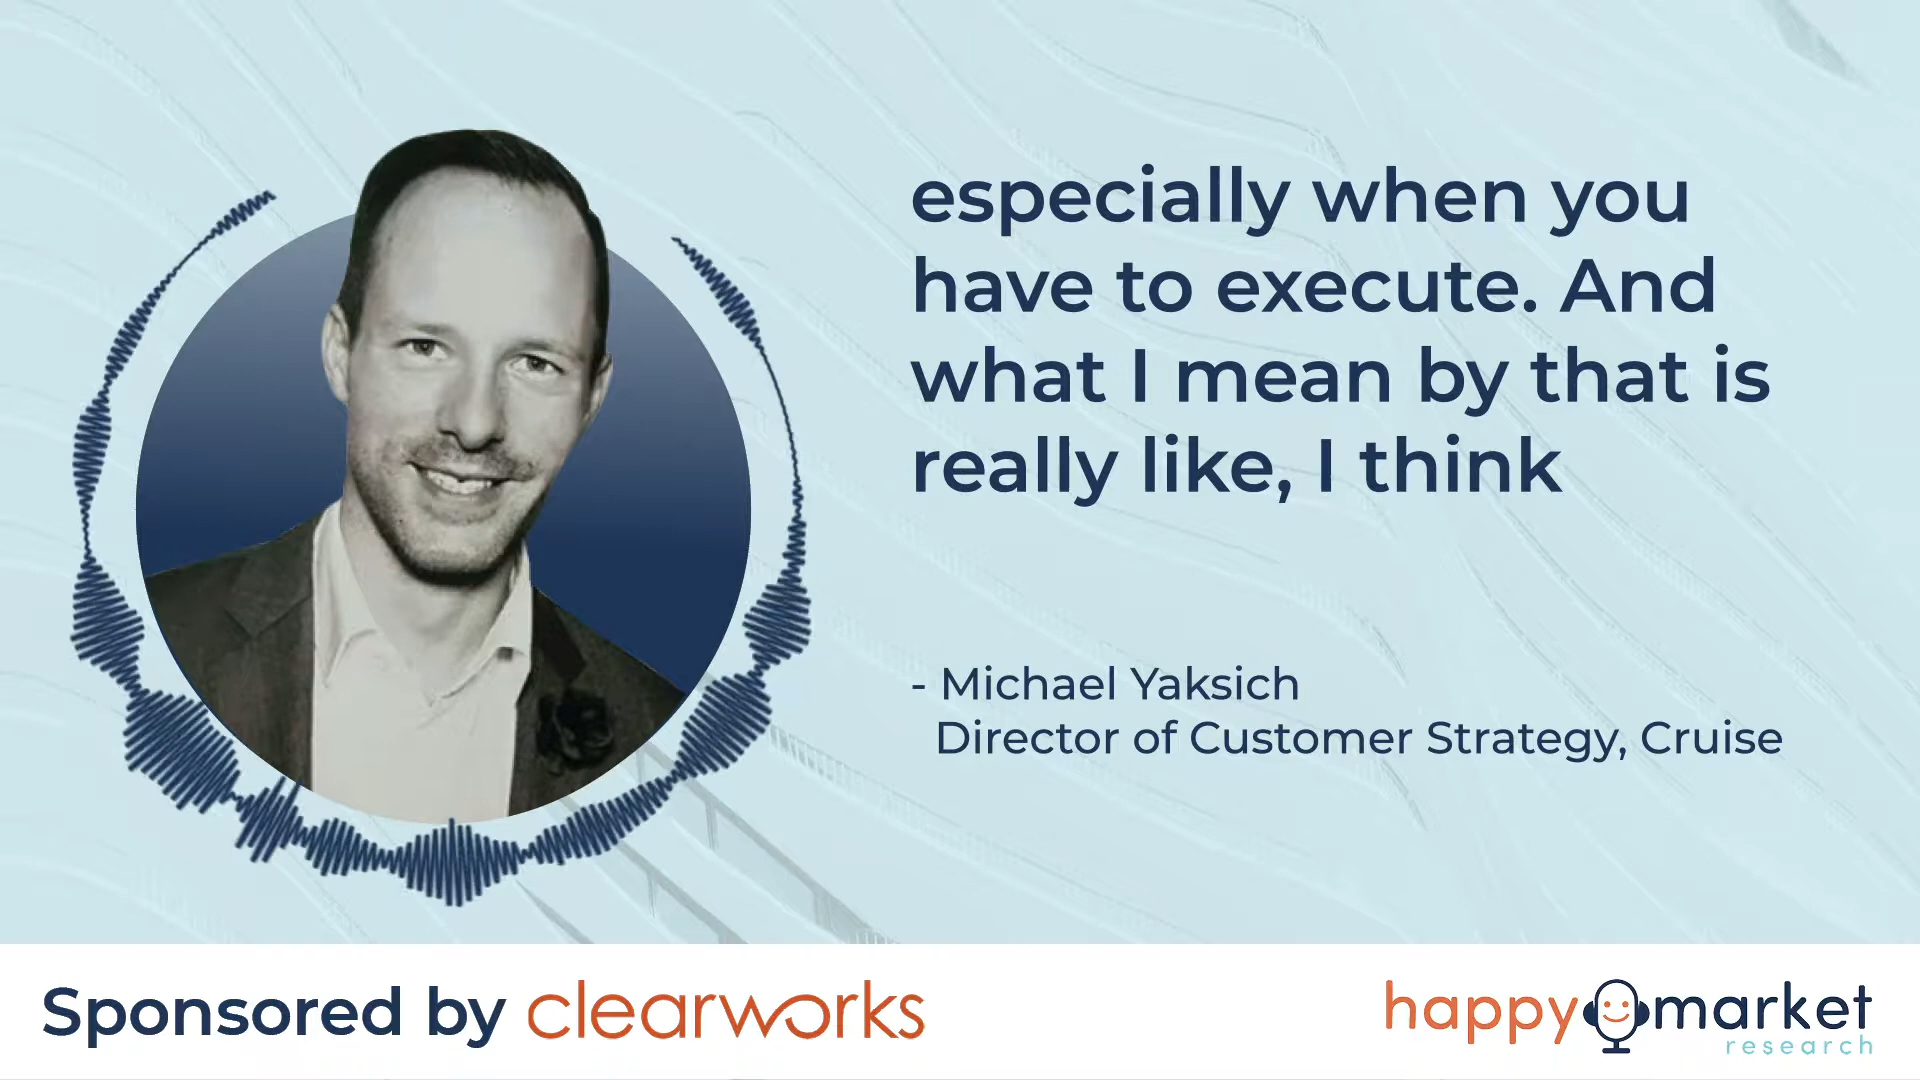 especially when you
have to execute. And
what I mean by that is
really like, I think
- Michael Yaksich
Director of Customer Strategy, Cruise
Sponsored by clearworks
happy market
research